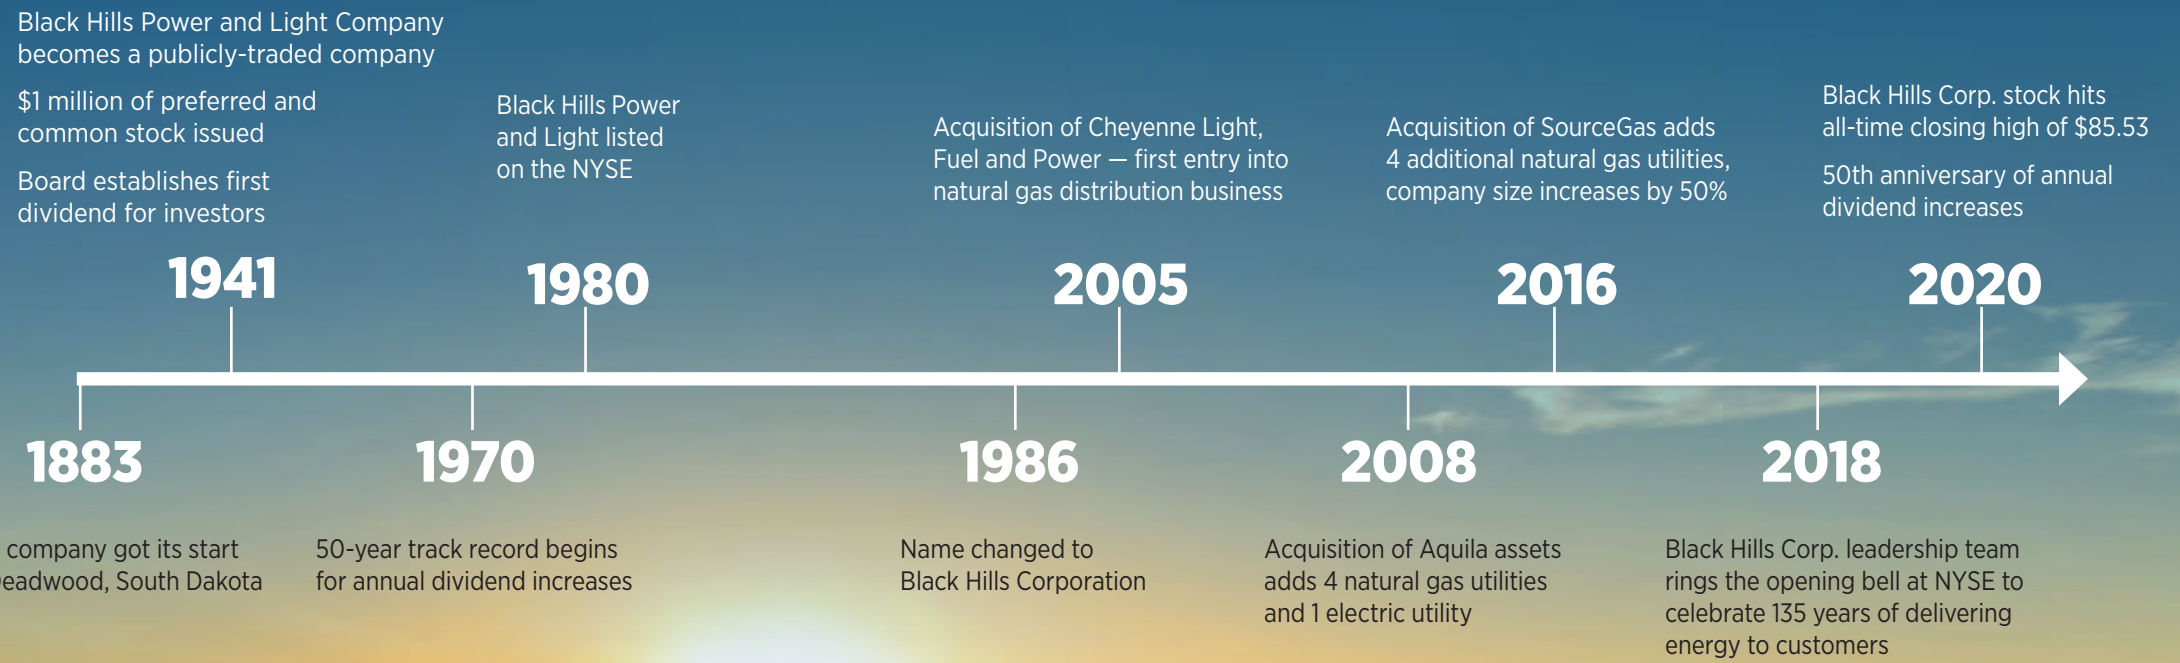 Black Hills Power and Light Company
becomes a publicly-traded company
$1 million of preferred and
common stock issued
Board establishes first
dividend for investors
1941
Black Hills Power
and Light listed
on the NYSE
1980
Acquisition of Cheyenne Light,
Fuel and Power — first entry into
natural gas distribution business
2005
Acquisition of SourceGas adds
4 additional natural gas utilities,
company size increases by 50%
2016
Black Hills Corp. stock hits
all-time closing high of $85.53
50th anniversary of annual
dividend increases
2020
1883
company got its start
eadwood, South Dakota
1970
50-year track record begins
for annual dividend increases
1986
Name changed to
Black Hills Corporation
2008
Acquisition of Aquila assets
adds 4 natural gas utilities
and 1 electric utility
2018
Black Hills Corp. leadership team
rings the opening bell at NYSE to
celebrate 135 years of delivering
energy to customers